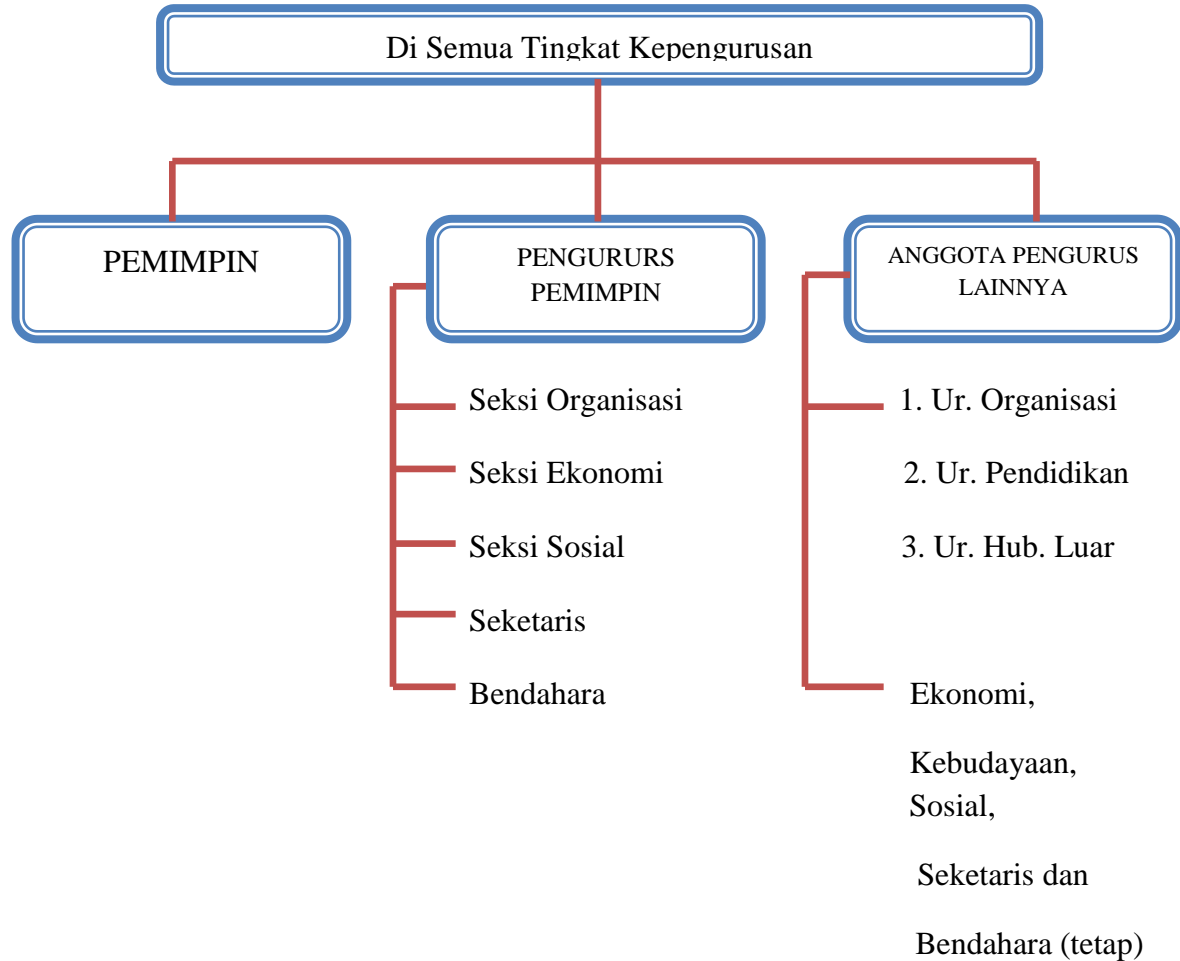 Di Semua Tingkat Kepengurusan
PEMIMPIN
PENGURURS
PEMIMPIN
Seksi Organisasi
Seksi Ekonomi
Seksi Sosial
Seketaris
Bendahara
ANGGOTA PENGURUS
LAINNYA
1. Ur. Organisasi
2. Ur. Pendidikan
3. Ur. Hub. Luar
Ekonomi,
Kebudayaan,
Sosial,
Seketaris dan
Bendahara (tetap)